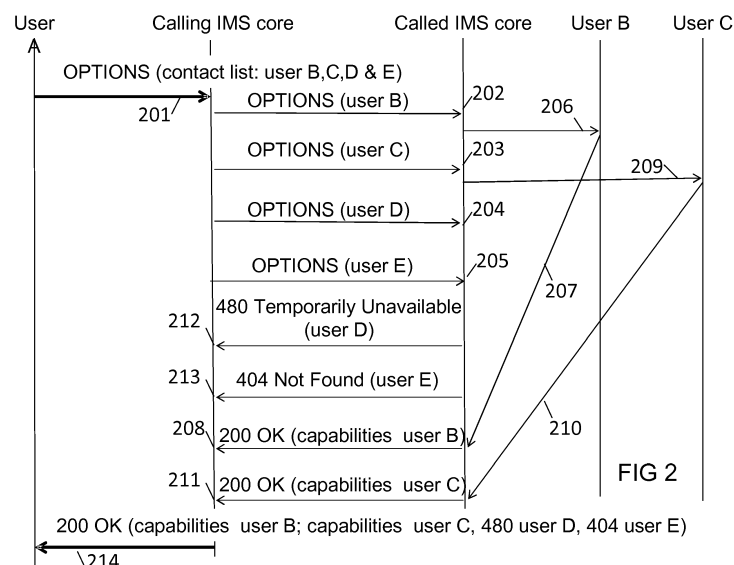 User A
Calling IMS core
Called IMS core
User B
User C
OPTIONS (contact list: user B,C,D & E)
201
OPTIONS (user B)
202
206
OPTIONS (user C)
203
209
OPTIONS (user D)
204
OPTIONS (user E)
205
207
480 Temporarily Unavailable
(user D)
212
213
404 Not Found (user E)
210
208
200 OK (capabilities user B)
211
200 OK (capabilities user C)
FIG 2
200 OK (capabilities user B; capabilities user C, 480 user D, 404 user E)
214